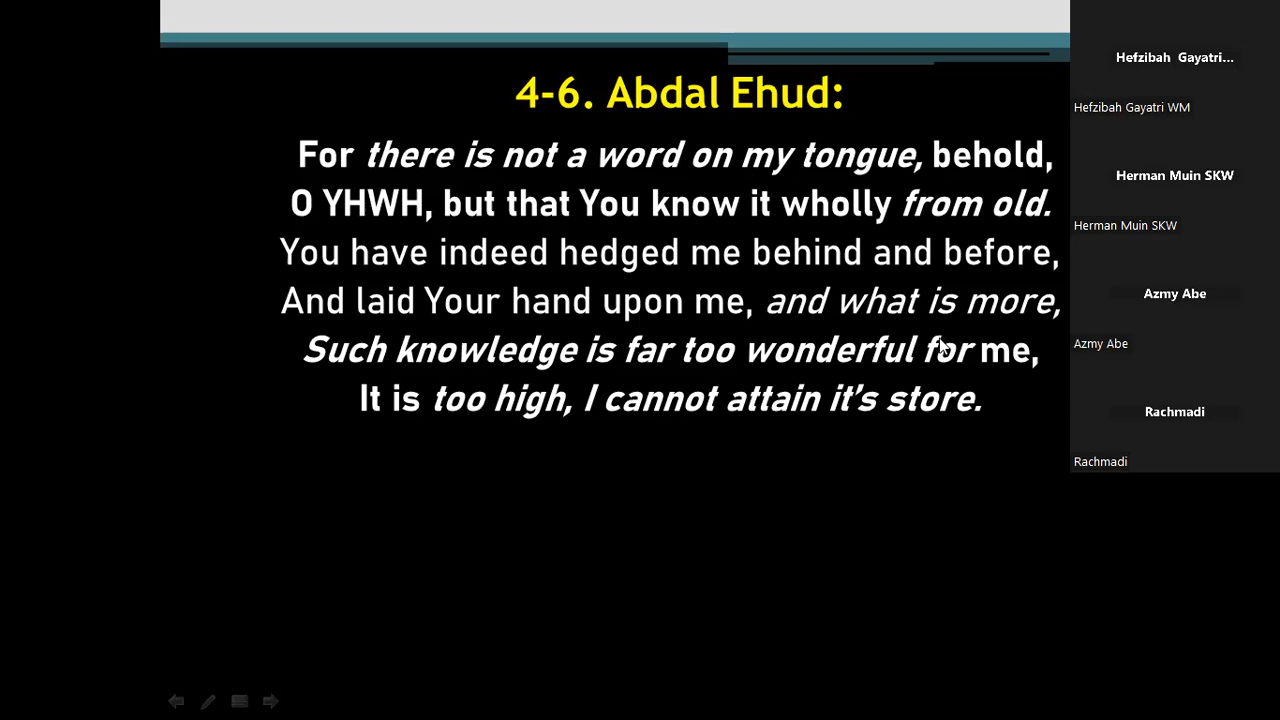 4-6. Abdal Ehud:
For there is not a word on my tongue, behold,
O YHWH, but that You know it wholly from old.
You have indeed hedged me behind and before,
And laid Your hand upon me, and what is more,
Such knowledge is far too wonderful for me,
It is too high, I cannot attain it's store.
Hefzibah Gayatri...
Hefzibah Gayatri WM
Herman Muin SKW
Herman Muin SKW
Azmy Abe
Azmy Abe
Rachmadi
Rachmadi